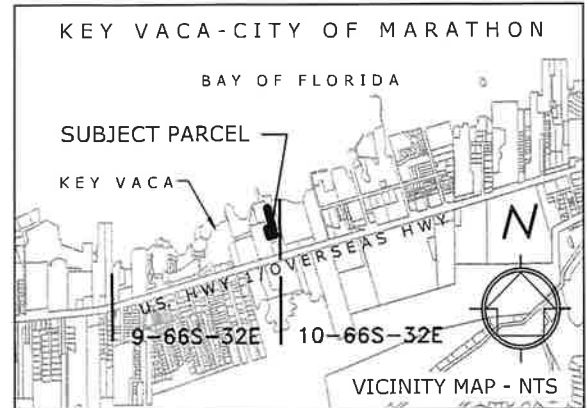 KEY VACA-CITY OF MARATHON
BAY OF FLORIDA
SUBJECT PARCEL
KEY VACA
N
U.S. HWY 1/OVERSEAS HWY
9-66S-32E 10-66S-32E
VICINITY MAP - NTS